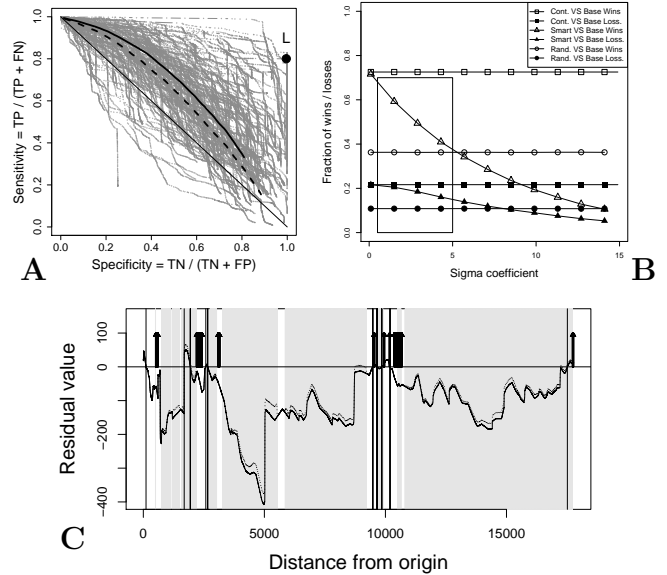 L
Sensitivity = TP / (TP + FN)
0.0 0.2 0.4 0.6 0.8 1.0
0.0 0.2 0.4 0.6 0.8 1.0
Specificity = TN / (TN + FP)
A
Cont. VS Base Wins
Cont. VS Base Loss.
Smart VS Base Wins
Smart VS Base Loss.
Rand. VS Base Wins
Rand. VS Base Loss.
Fraction of wins / losses
0.0 0.2 0.4 0.6 0.8 1.0
0 5 10 15
Sigma coefficient
B
Residual value
100
0
-200
-400
0 5000 10000 15000
Distance from origin
C